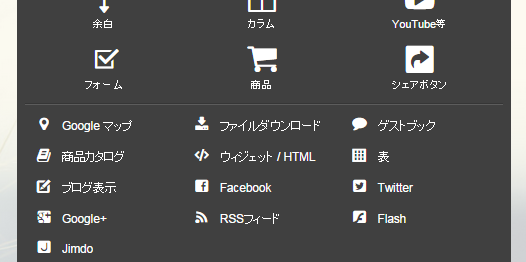 余白 カラム YouTube等
フォーム 商品 シェアボタン
Google マップ ファイルダウンロード ゲストブック
商品カタログ ウィジェット / HTML 表
ブログ表示 Facebook Twitter
Google+ RSSフィード Flash
Jimdo